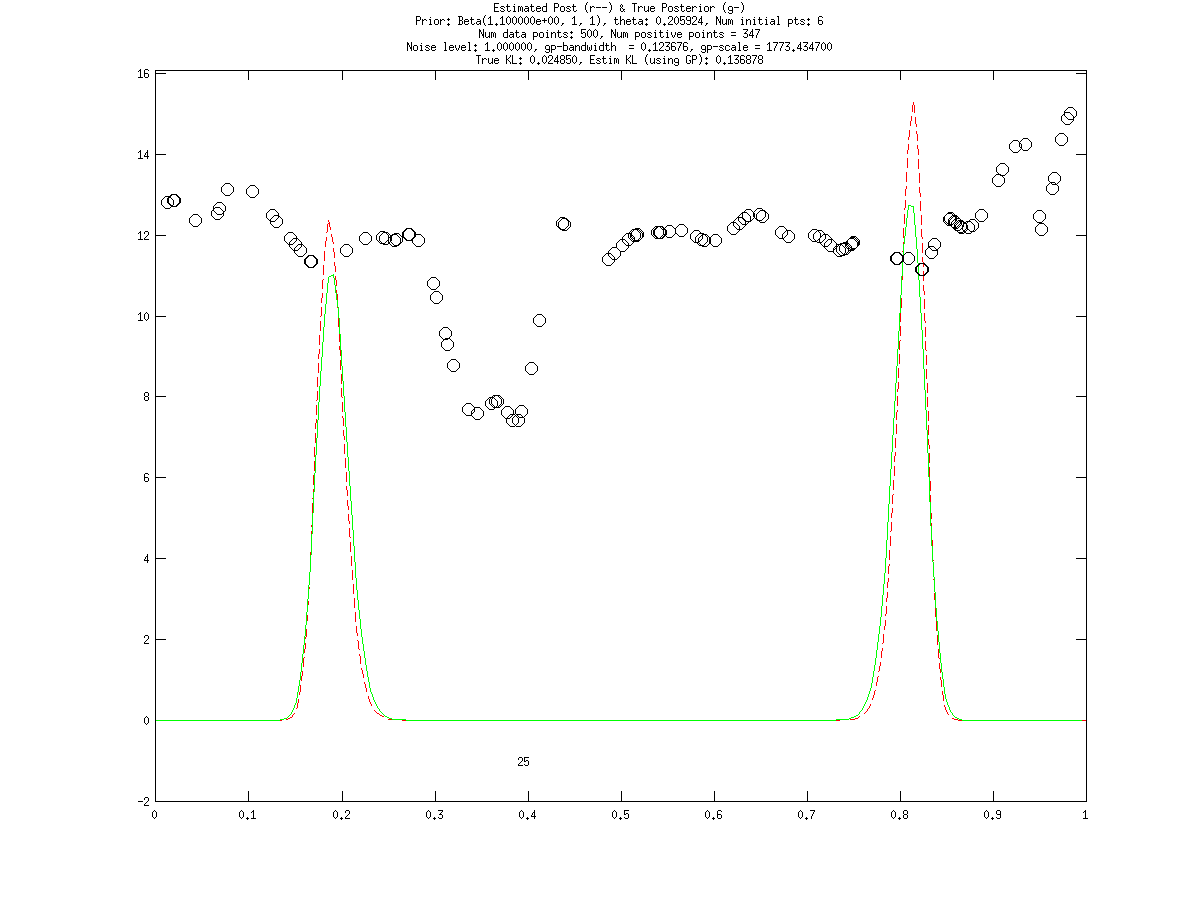 Estimated Post (r--) & True Posterior (g-)
Prior: Beta(1.100000e+00, 1, 1), theta: 0.205924, Num initial pts: 6
Num data points: 500, Num positive points = 347
Noise level: 1.000000, gp-bandwidth  = 0.123676, gp-scale = 1773.434700
True KL: 0.024850, Estim KL (using GP): 0.136878
16
14
12
10
8
6
4
2
0
25
-2
0 0.1 0.2 0.3 0.4 0.5 0.6 0.7 0.8 0.9 1